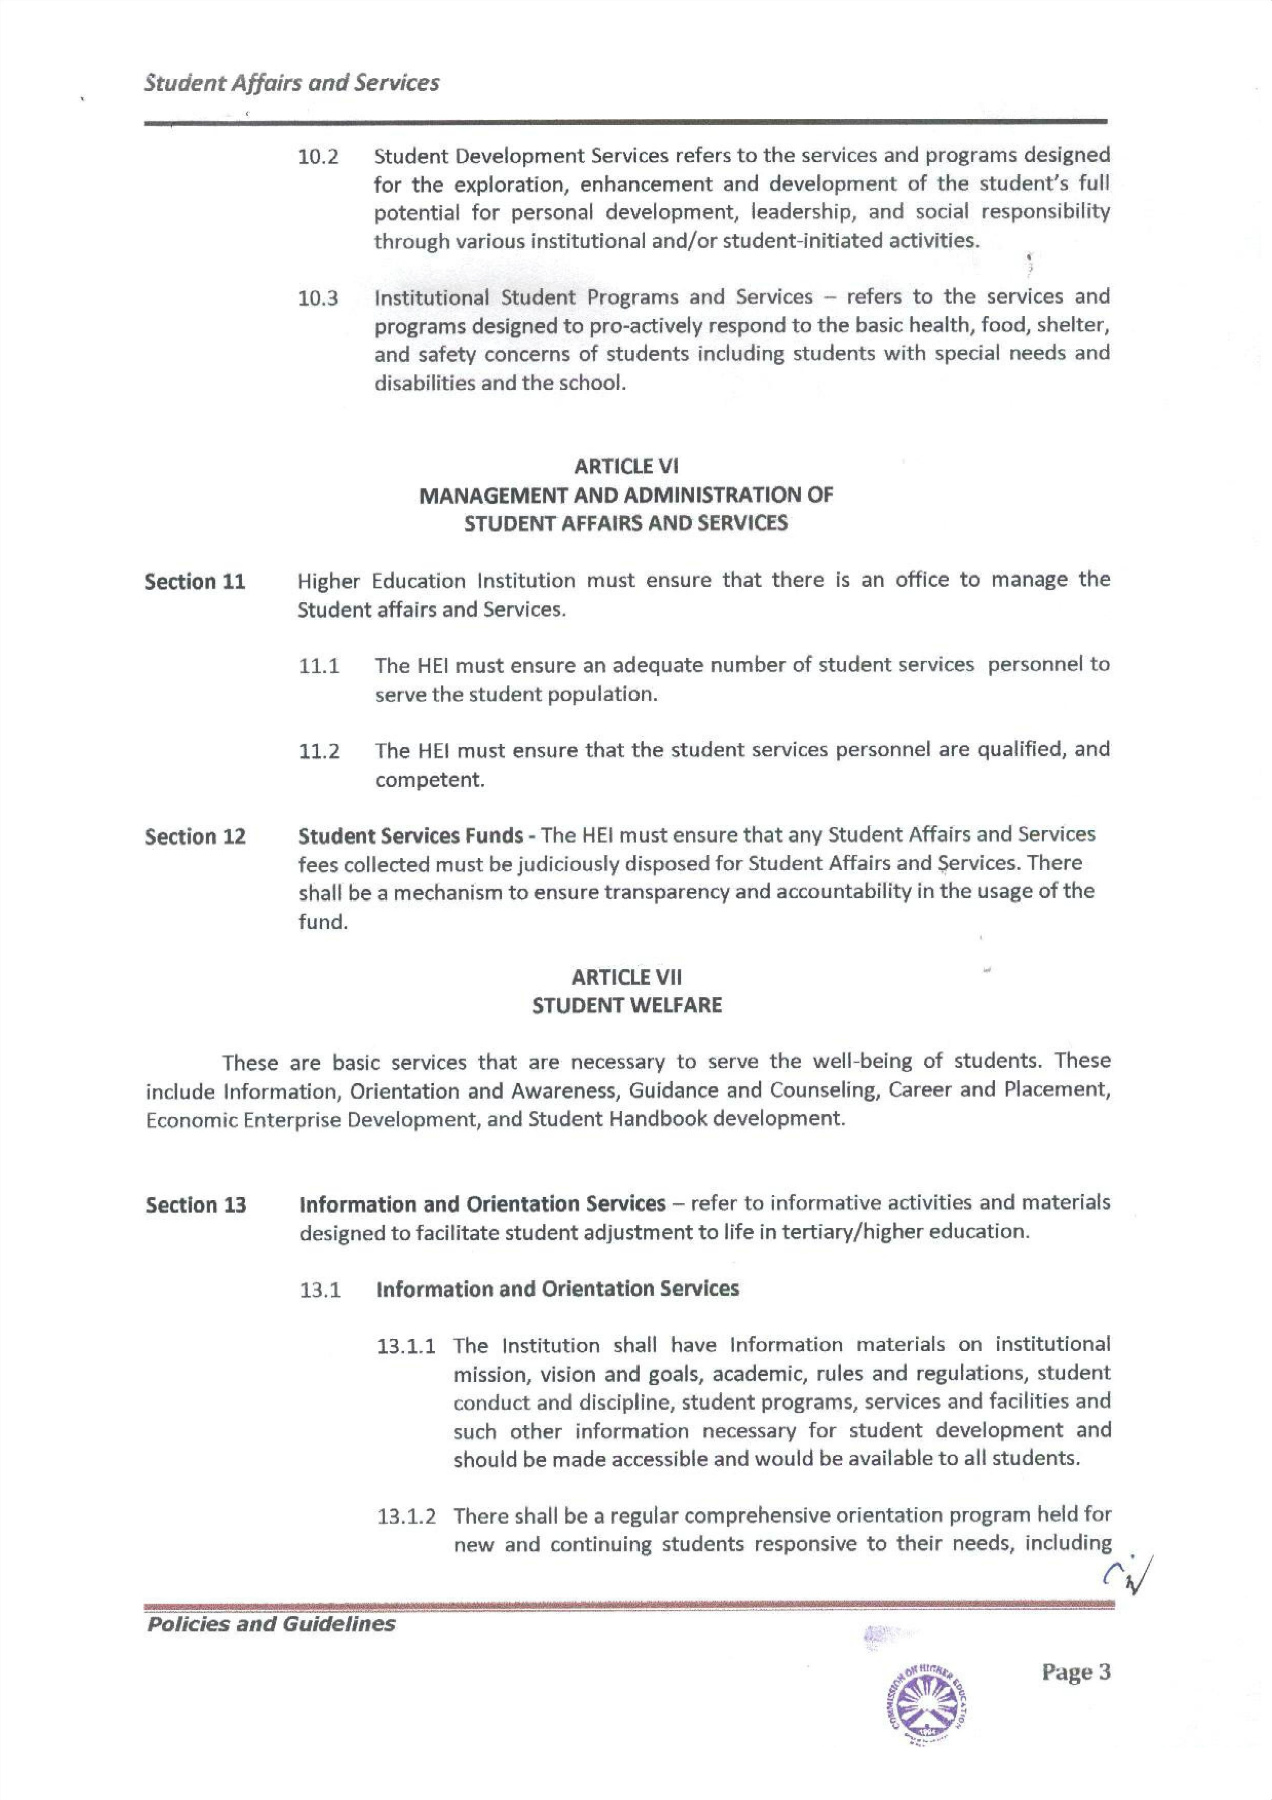 Student Affairs and Services
10.2 Student Development Services refers to the services and programs designed
for the exploration, enhancement and development of the student's full
potential for personal development, leadership, and social responsibility
through various institutional and/or student-initiated activities.
10.3 Institutional Student Programs and Services – refers to the services and
programs designed to pro-actively respond to the basic health, food, shelter,
and safety concerns of students including students with special needs and
disabilities and the school.
ARTICLE VI
MANAGEMENT AND ADMINISTRATION OF
STUDENT AFFAIRS AND SERVICES
Section 11 Higher Education Institution must ensure that there is an office to manage the
Student affairs and Services.
11.1 The HEI must ensure an adequate number of student services personnel to
serve the student population.
11.2 The HEI must ensure that the student services personnel are qualified, and
competent.
Section 12 Student Services Funds - The HEI must ensure that any Student Affairs and Services
fees collected must be judiciously disposed for Student Affairs and Services. There
shall be a mechanism to ensure transparency and accountability in the usage of the
fund.
ARTICLE VII
STUDENT WELFARE
These are basic services that are necessary to serve the well-being of students. These
include Information, Orientation and Awareness, Guidance and Counseling, Career and Placement,
Economic Enterprise Development, and Student Handbook development.
Section 13 Information and Orientation Services – refer to informative activities and materials
designed to facilitate student adjustment to life in tertiary/higher education.
13.1 Information and Orientation Services
13.1.1 The Institution shall have Information materials on institutional
mission, vision and goals, academic, rules and regulations, student
conduct and discipline, student programs, services and facilities and
such other information necessary for student development and
should be made accessible and would be available to all students.
13.1.2 There shall be a regular comprehensive orientation program held for
new and continuing students responsive to their needs, including
Policies and Guidelines
COMMISSION ON HIGHER EDUCATION
Page 3